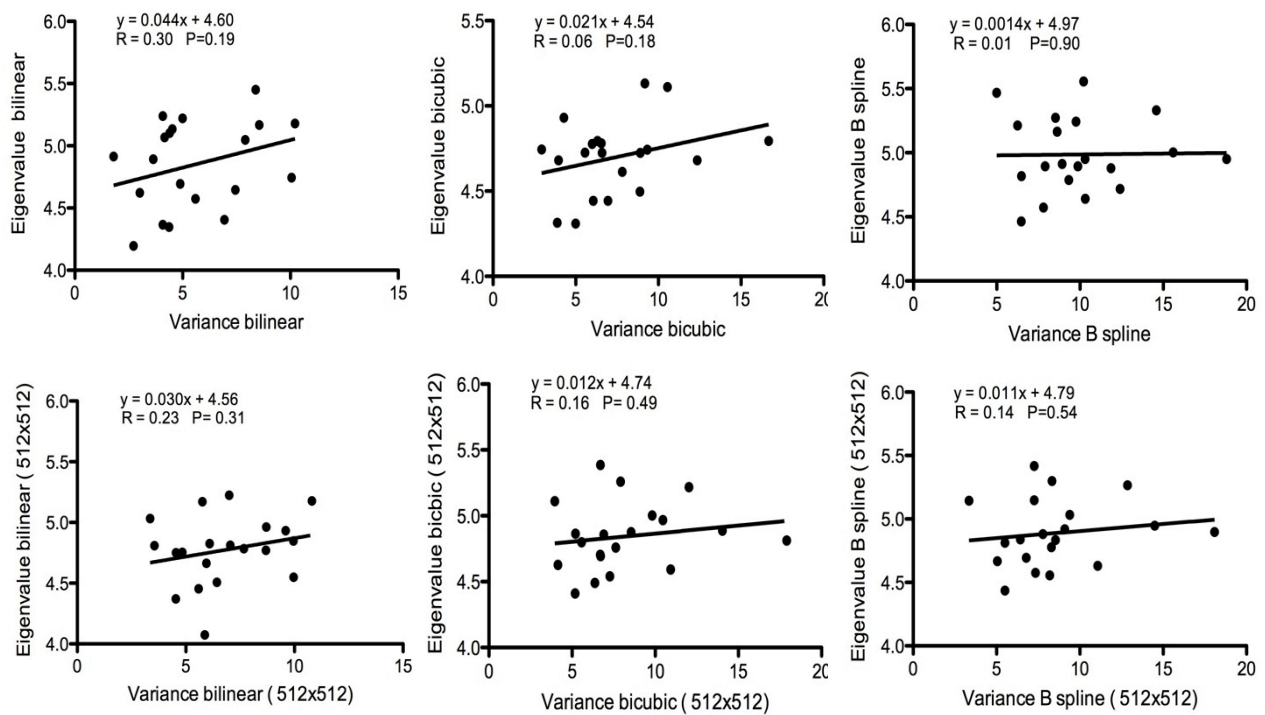 y = 0.044x + 4.60
R = 0.30 P=0.19
6.0
5.5
5.0
4.5
4.0
0
5
10
15
Eigenvalue bilinear
Variance bilinear
y = 0.021x + 4.54
R = 0.06 P=0.18
5.5
5.0
4.5
4.0
0
5
10
15
20
Eigenvalue bicubic
Variance bicubic
y = 0.0014x + 4.97
R = 0.01 P=0.90
6.0
5.5
5.0
4.5
4.0
0
5
10
15
20
Eigenvalue B spline
Variance B spline
y = 0.030x + 4.56
R = 0.23 P= 0.31
6.0
5.5
5.0
4.5
4.0
0
5
10
15
Eigenvalue bilinear ( 512x512)
Variance bilinear ( 512x512)
y = 0.012x + 4.74
R = 0.16 P= 0.49
6.0
5.5
5.0
4.5
4.0
0
5
10
15
20
Eigenvalue bicbic ( 512x512)
Variance bicubic ( 512x512)
y = 0.011x + 4.79
R = 0.14 P=0.54
6.0
5.5
5.0
4.5
4.0
0
5
10
15
20
Eigenvalue B spline ( 512x512)
Variance B spline ( 512x512)